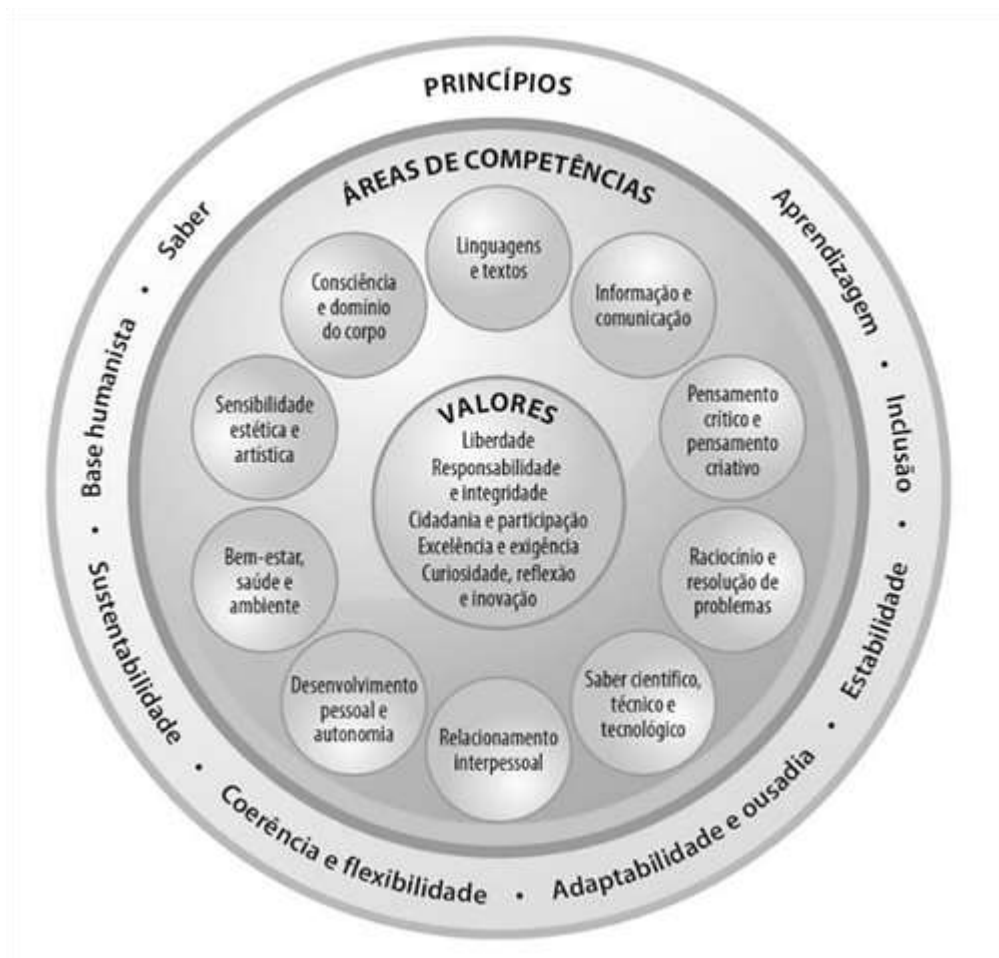 PRINCÍPIOS
Aprendizagem • Inclusão • Estabilidade • Adaptabilidade e ousadia • Coerência e flexibilidade • Sustentabilidade • Base humanista • Saber
ÁREAS DE COMPETÊNCIAS
Linguagens
e textos
Informação e
comunicação
Pensamento
crítico e
pensamento
criativo
Raciocínio e
resolução de
problemas
Saber científico,
técnico e
tecnológico
Relacionamento
interpessoal
Desenvolvimento
pessoal e
autonomia
Bem-estar,
saúde e
ambiente
Sensibilidade
estética e
artística
Consciência
e domínio
do corpo
VALORES
Liberdade
Responsabilidade
e integridade
Cidadania e participação
Excelência e exigência
Curiosidade, reflexão
e inovação